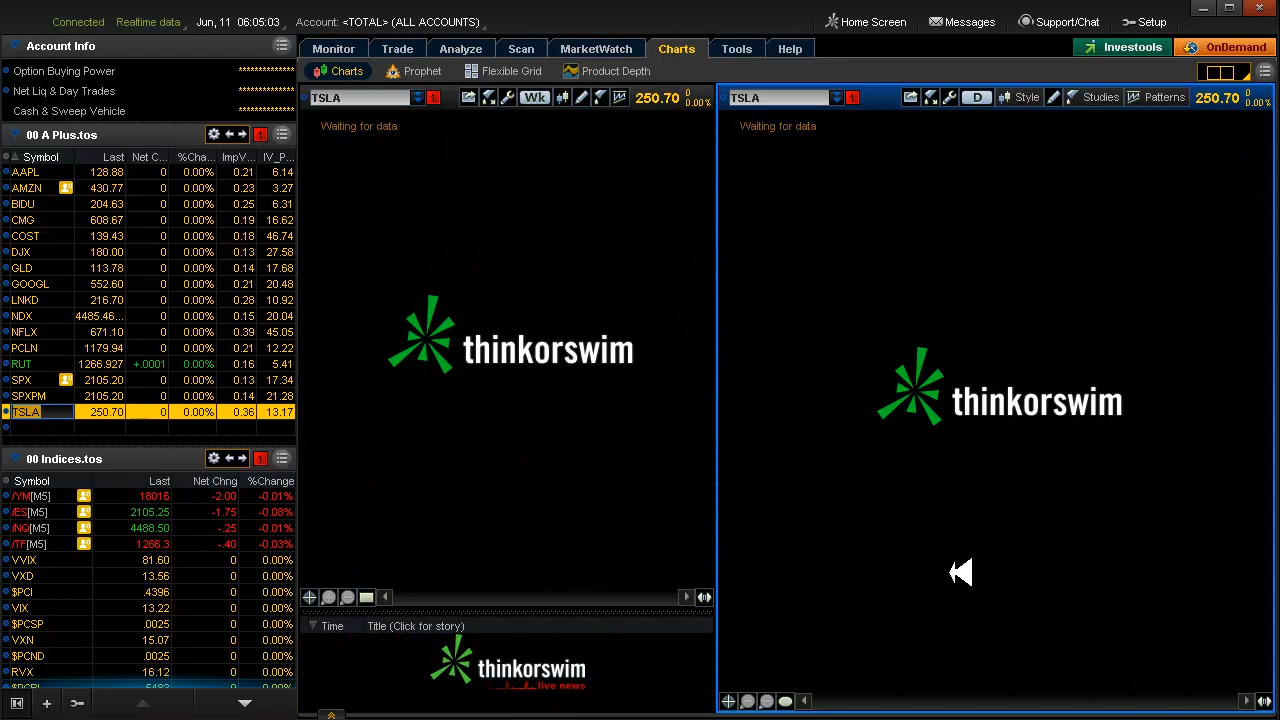 Connected Realtime data Jun, 11 06:05:03 Account: <TOTAL> (ALL ACCOUNTS)
Home Screen Messages Support/Chat Setup
Account Info
Option Buying Power ************
Net Liq & Day Trades ************
Cash & Sweep Vehicle ************
00 A Plus.tos 1
Symbol Last Net C... %Cha... ImpV... IV_P...
AAPL 128.88 0 0.00% 0.21 6.14
AMZN 430.77 0 0.00% 0.23 3.27
BIDU 204.63 0 0.00% 0.25 6.31
CMG 608.67 0 0.00% 0.19 16.62
COST 139.43 0 0.00% 0.18 46.74
DJX 180.00 0 0.00% 0.13 27.58
GLD 113.78 0 0.00% 0.14 17.68
GOOGL 552.60 0 0.00% 0.21 20.48
LNKD 216.70 0 0.00% 0.28 10.92
NDX 4485.46... 0 0.00% 0.15 20.04
NFLX 671.10 0 0.00% 0.39 45.05
PCLN 1179.94 0 0.00% 0.21 12.22
RUT 1266.927 +.0001 0.00% 0.16 5.41
SPX 2105.20 0 0.00% 0.13 17.34
SPXPM 2105.20 0 0.00% 0.14 21.28
TSLA 250.70 0 0.00% 0.36 13.17
00 Indices.tos 1
Symbol Last Net Chng %Change
/YM[M5] 18016 -2.00 -0.01%
/ES[M5] 2105.25 -1.75 -0.08%
/NQ[M5] 4488.50 -.25 -0.01%
/TF[M5] 1266.3 -.40 -0.03%
VVIX 81.60 0 0.00%
VXD 13.56 0 0.00%
$PCI .4396 0 0.00%
VIX 13.22 0 0.00%
$PCSP .0025 0 0.00%
VXN 15.07 0 0.00%
$PCND .0025 0 0.00%
RVX 16.12 0 0.00%
Monitor Trade Analyze Scan MarketWatch Charts Tools Help
Investools OnDemand
Charts Prophet Flexible Grid Product Depth
TSLA 1 Wk 250.70 0 0.00%
Waiting for data
thinkorswim
Time Title (Click for story)
thinkorswim
live news
TSLA 1 D Style Studies Patterns 250.70 0 0.00%
Waiting for data
thinkorswim